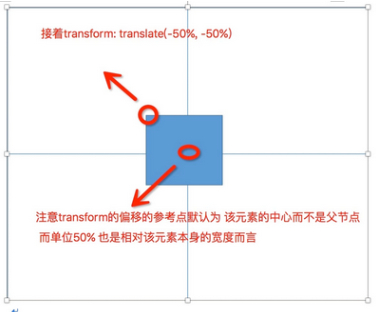 接着transform: translate(-50%, -50%)
注意transform的偏移的参考点默认为 该元素的中心而不是父节点
而单位50% 也是相对该元素本身的宽度而言